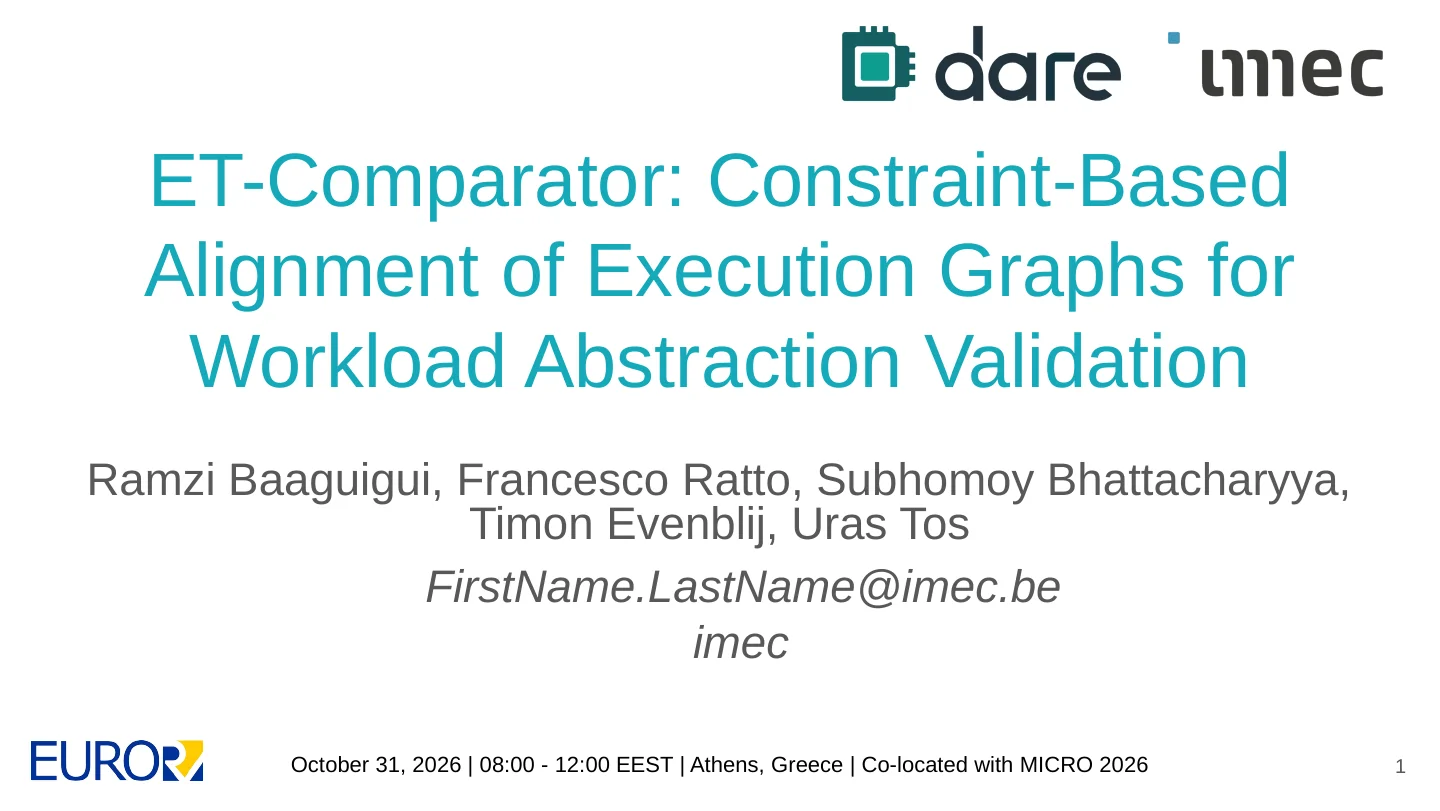 dare imec
ET-Comparator: Constraint-Based
Alignment of Execution Graphs for
Workload Abstraction Validation
Ramzi Baaguigui, Francesco Ratto, Subhomoy Bhattacharyya,
Timon Evenblij, Uras Tos
FirstName.LastName@imec.be
imec
EURO
October 31, 2026 | 08:00 - 12:00 EEST | Athens, Greece | Co-located with MICRO 2026
1